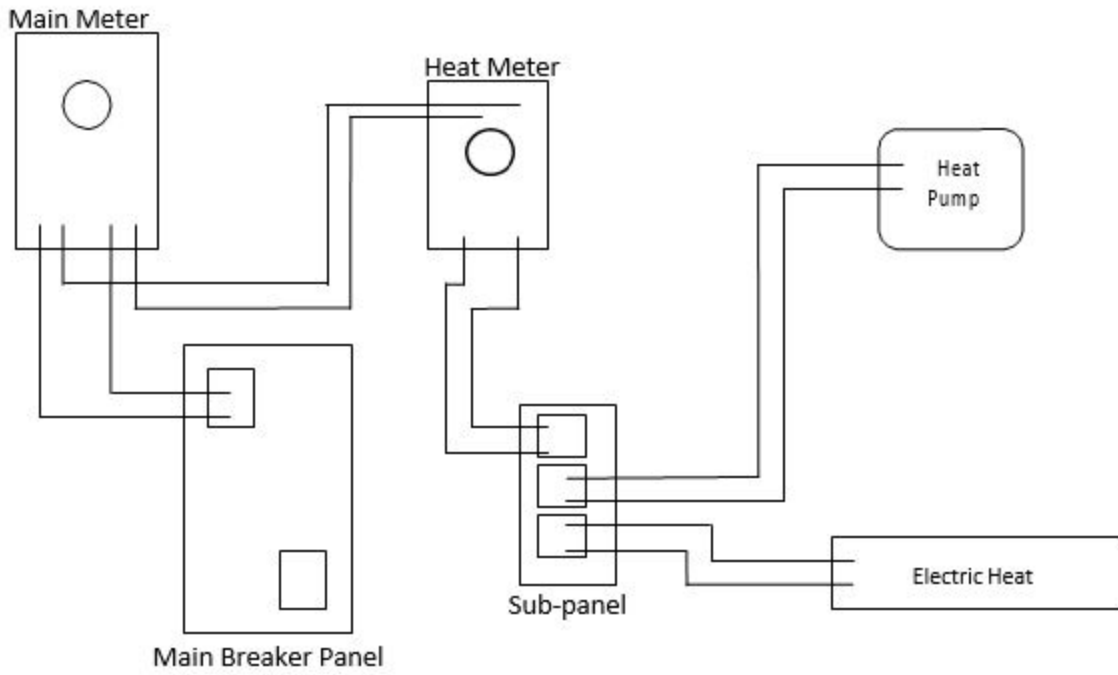 Main Meter
Heat Meter
Heat
Pump
Electric Heat
Sub-panel
Main Breaker Panel